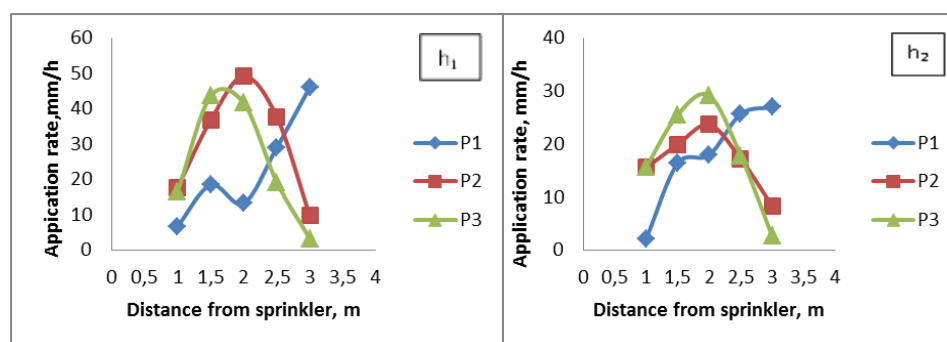 60
50
40
30
20
10
0
Appication rate,mm/h
0 0,5 1 1,5 2 2,5 3 3,5 4
Distance from sprinkler, m
h₁
P1
P2
P3
40
30
20
10
0
Application rate, mm/h
0 0,5 1 1,5 2 2,5 3 3,5 4
Distance from sprinkler, m
h₂
P1
P2
P3